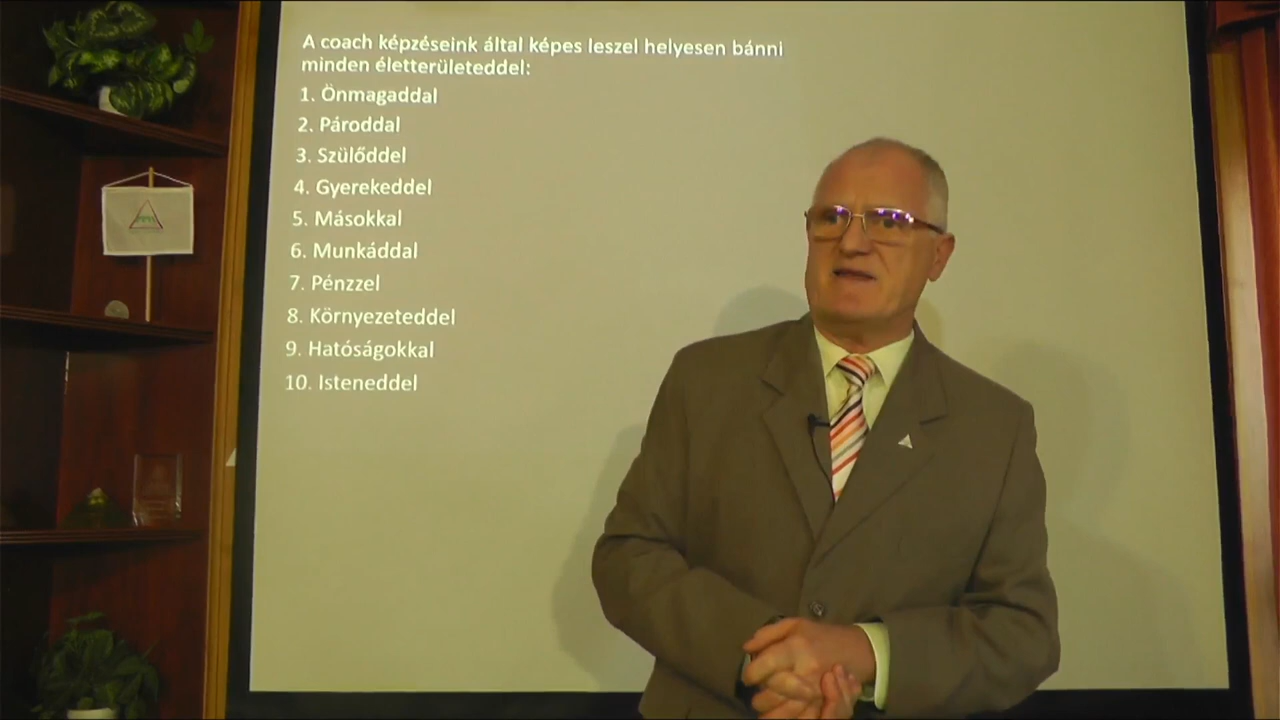 A coach képzéseink által képes leszel helyesen bánni
minden életterületeddel:
1. Önmagaddal
2. Pároddal
3. Szülőddel
4. Gyerekeddel
5. Másokkal
6. Munkáddal
7. Pénzzel
8. Környezeteddel
9. Hatóságokkal
10. Isteneddel